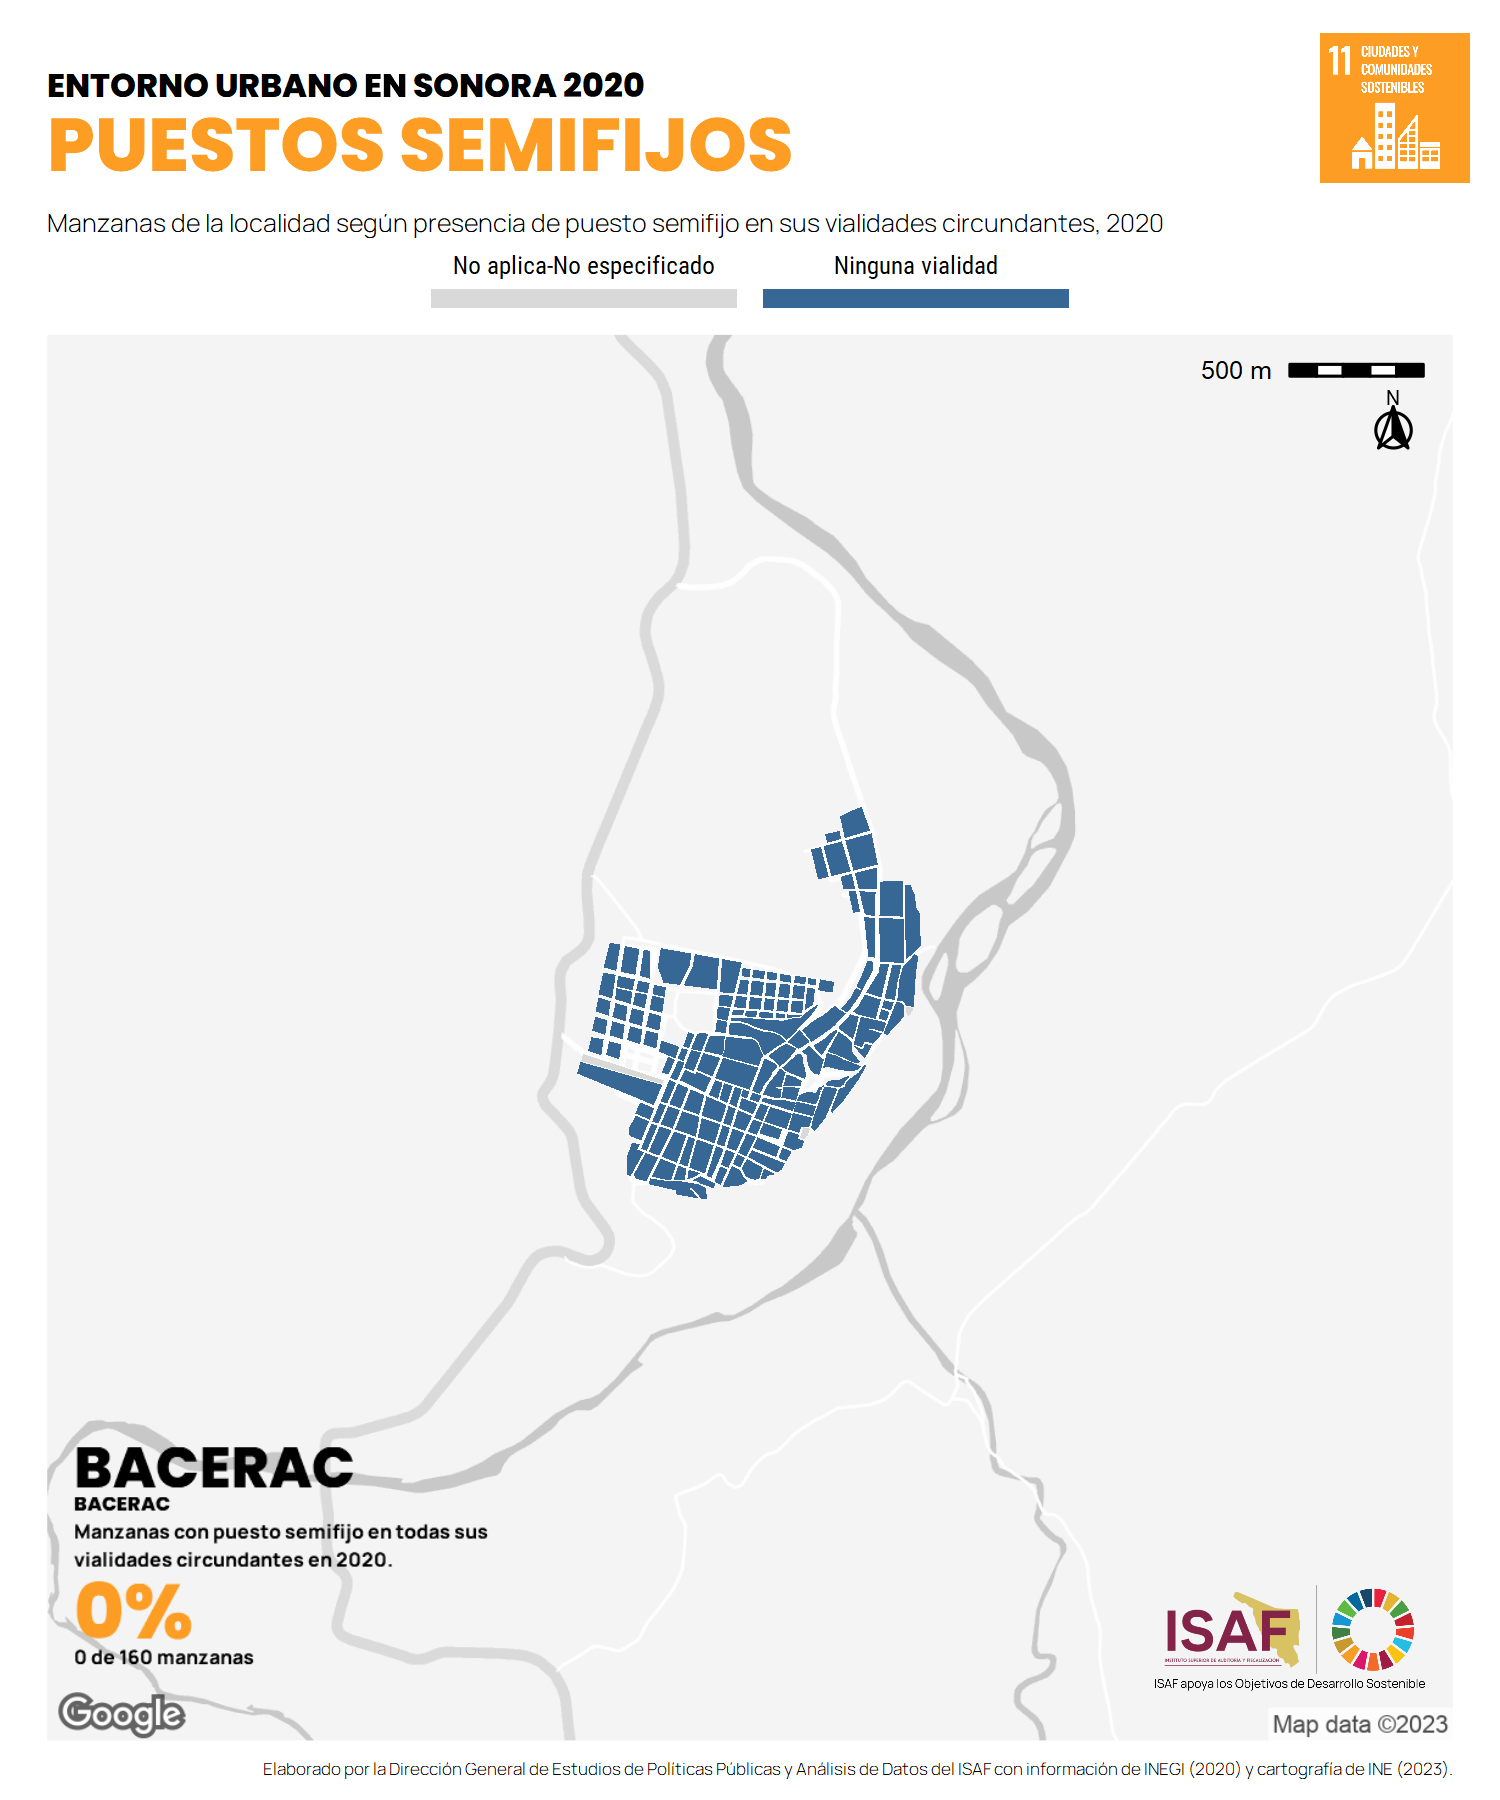 ENTORNO URBANO EN SONORA 2020
PUESTOS SEMIFIJOS
11 CIUDADES Y
COMUNIDADES
SOSTENIBLES
Manzanas de la localidad según presencia de puesto semifijo en sus vialidades circundantes, 2020
No aplica-No especificado
Ninguna vialidad
500 m
N
BACERAC
BACERAC
Manzanas con puesto semifijo en todas sus
vialidades circundantes en 2020.
0%
0 de 160 manzanas
Google
ISAF
INSTITUTO SUPERIOR DE AUDITORÍA Y FISCALIZACIÓN
ISAF apoya los Objetivos de Desarrollo Sostenible
Map data ©2023
Elaborado por la Dirección General de Estudios de Políticas Públicas y Análisis de Datos del ISAF con información de INEGI (2020) y cartografía de INE (2023).